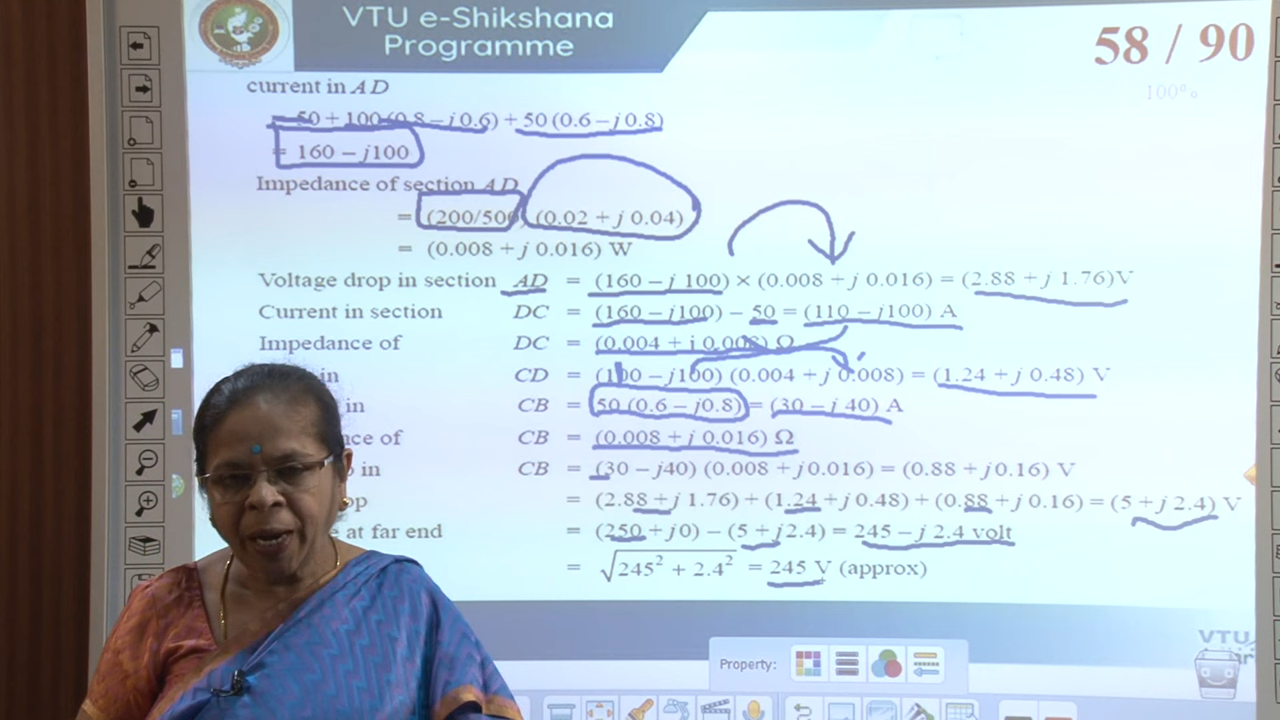 VTU e-Shikshana
Programme
58 / 90
100%
current in AD
= 50 + 100 (0.8 – j 0.6) + 50 (0.6 – j 0.8)
= 160 – j100
Impedance of section AD
= (200/500) (0.02 + j 0.04)
= (0.008 + j 0.016) W
Voltage drop in section AD = (160 – j 100) × (0.008 + j 0.016) = (2.88 + j 1.76)V
Current in section DC = (160 – j100) – 50 = (110 – j100) A
Impedance of DC = (0.004 + j 0.008) Ω
in CD = (100 – j100) (0.004 + j 0.008) = (1.24 + j 0.48) V
in CB = 50 (0.6 – j0.8) = (30 – j 40) A
nce of CB = (0.008 + j 0.016) Ω
in CB = (30 – j40) (0.008 + j0.016) = (0.88 + j0.16) V
op = (2.88 + j 1.76) + (1.24 + j 0.48) + (0.88 + j 0.16) = (5 + j 2.4) V
at far end = (250 + j0) – (5 + j2.4) = 245 – j 2.4 volt
= √245² + 2.4² = 245 V (approx)
VTU
Property: